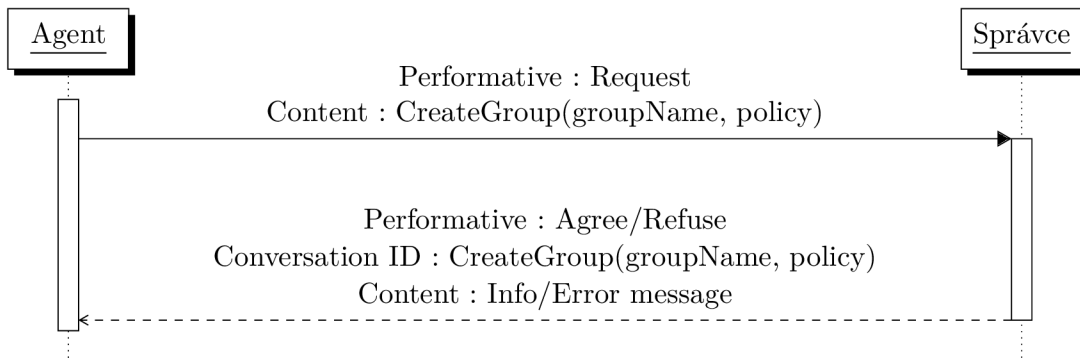 Agent
Správce
Performative : Request
Content : CreateGroup(groupName, policy)
Performative : Agree/Refuse
Conversation ID : CreateGroup(groupName, policy)
Content : Info/Error message